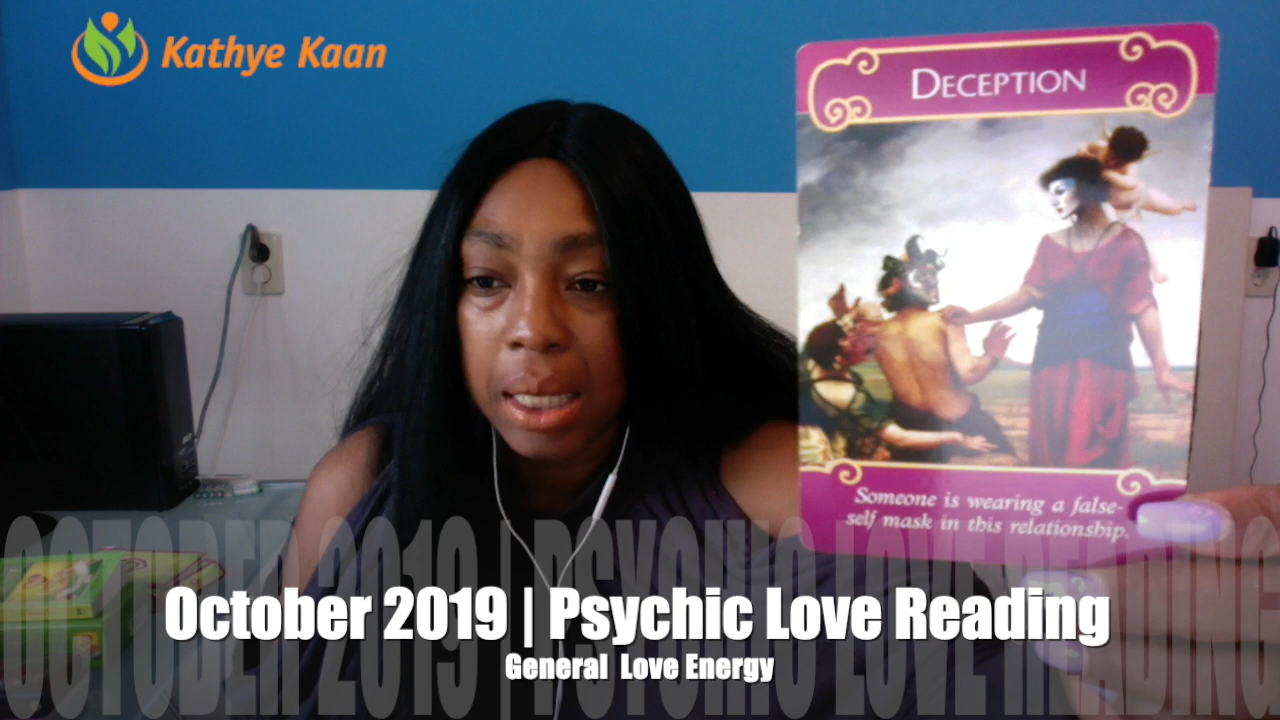 Kathye Kaan
DECEPTION
Someone is wearing a false-
self mask in this relationship.
OCTOBER 2019 | PSYCHIC LOVE READING
October 2019 | Psychic Love Reading
General Love Energy